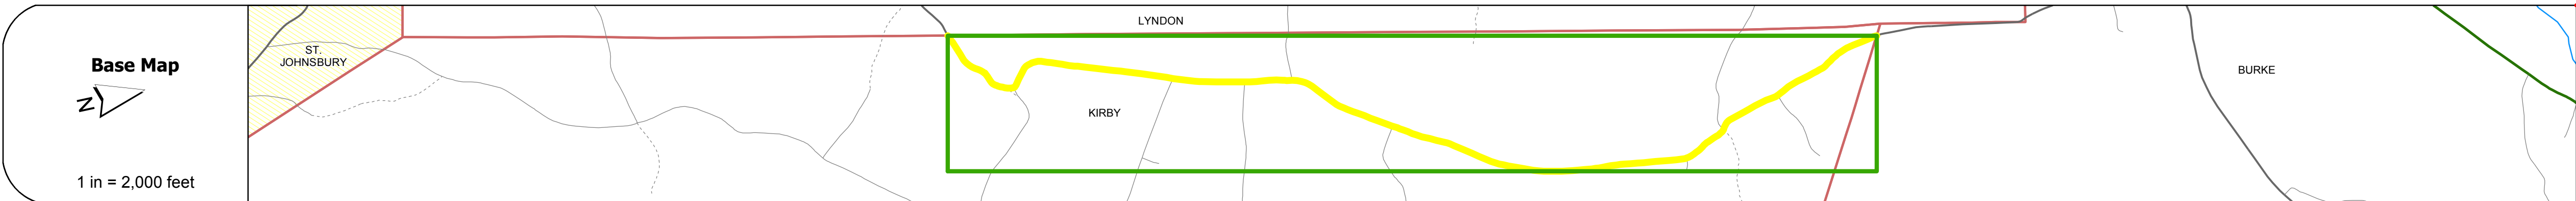 Base Map
N
1 in = 2,000 feet
ST.
JOHNSBURY
LYNDON
KIRBY
BURKE